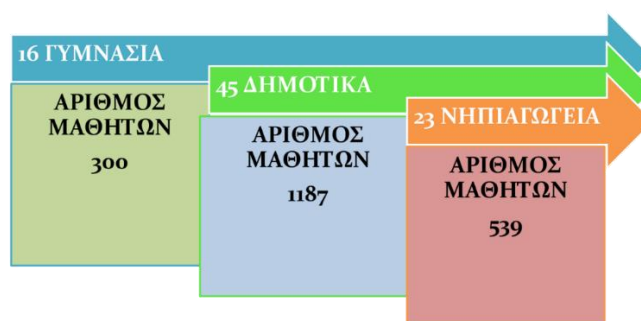 16 ΓΥΜΝΑΣΙΑ
ΑΡΙΘΜΟΣ
ΜΑΘΗΤΩΝ
300
45 ΔΗΜΟΤΙΚΑ
ΑΡΙΘΜΟΣ
ΜΑΘΗΤΩΝ
1187
23 ΝΗΠΙΑΓΩΓΕΙΑ
ΑΡΙΘΜΟΣ
ΜΑΘΗΤΩΝ
539